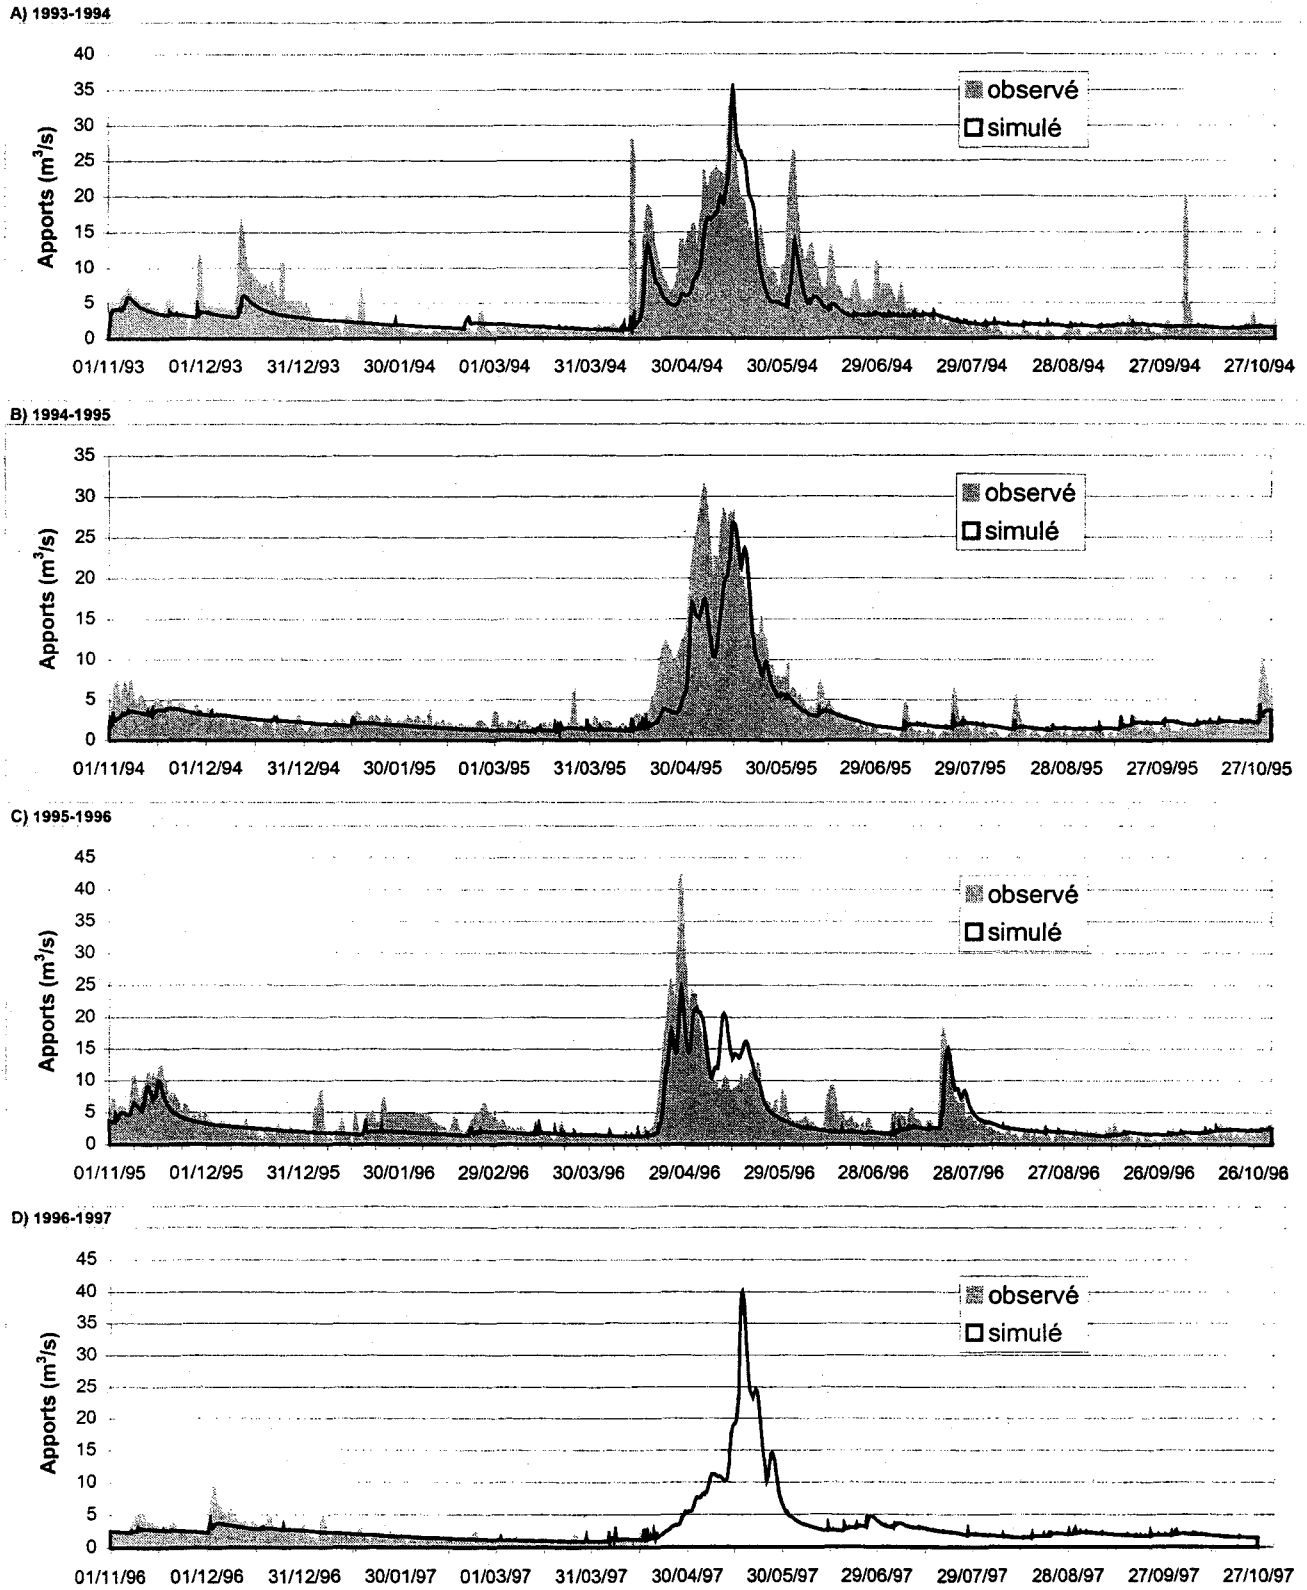 A) 1993-1994
40
35
30
25
20
15
10
5
0
Apports (m³/s)
observé
simulé
01/11/93 01/12/93 31/12/93 30/01/94 01/03/94 31/03/94 30/04/94 30/05/94 29/06/94 29/07/94 28/08/94 27/09/94 27/10/94
B) 1994-1995
35
30
25
20
15
10
5
0
Apports (m³/s)
observé
simulé
01/11/94 01/12/94 31/12/94 30/01/95 01/03/95 31/03/95 30/04/95 30/05/95 29/06/95 29/07/95 28/08/95 27/09/95 27/10/95
C) 1995-1996
45
40
35
30
25
20
15
10
5
0
Apports (m³/s)
observé
simulé
01/11/95 01/12/95 31/12/95 30/01/96 29/02/96 30/03/96 29/04/96 29/05/96 28/06/96 28/07/96 27/08/96 26/09/96 26/10/96
D) 1996-1997
45
40
35
30
25
20
15
10
5
0
Apports (m³/s)
observé
simulé
01/11/96 01/12/96 31/12/96 30/01/97 01/03/97 31/03/97 30/04/97 30/05/97 29/06/97 29/07/97 28/08/97 27/09/97 27/10/97